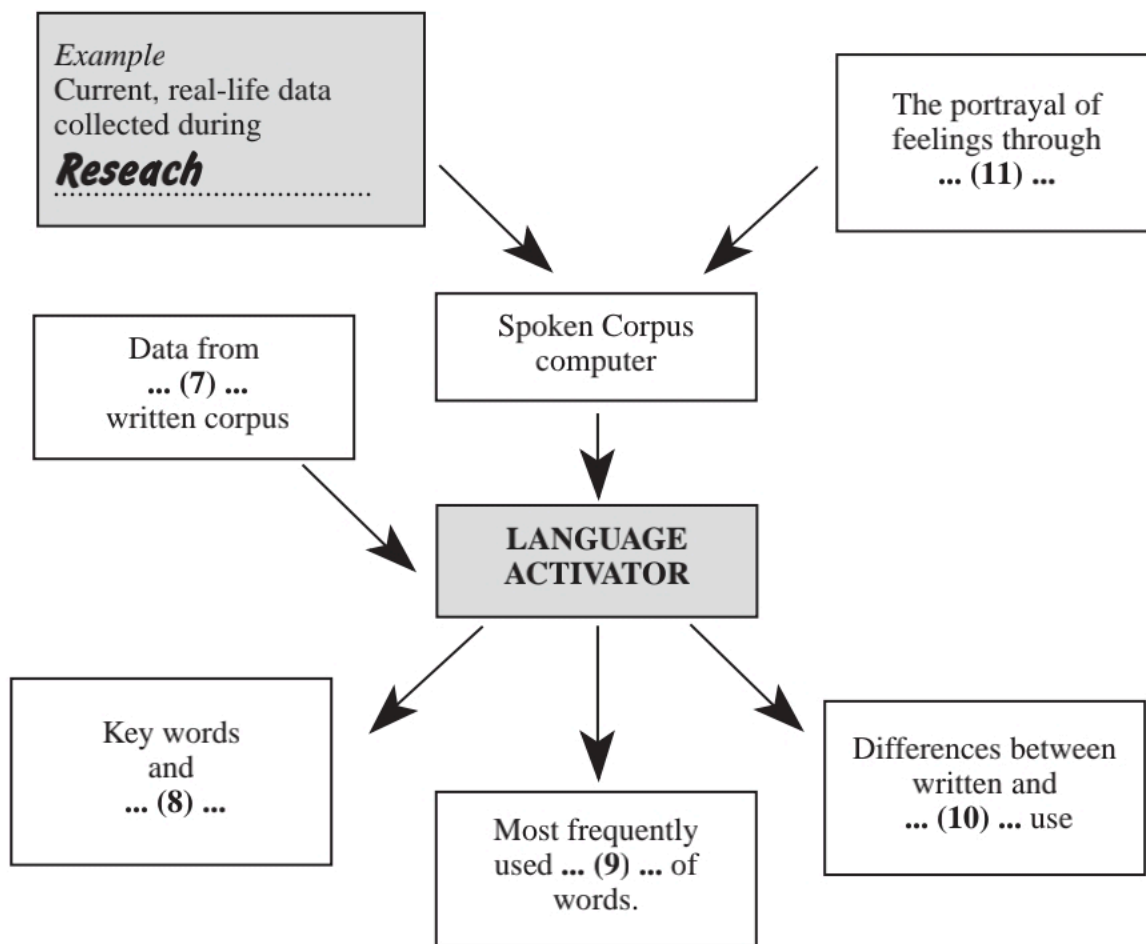 Example
Current, real-life data
collected during
Reseach
The portrayal of
feelings through
... (11) ...
Spoken Corpus
computer
Data from
... (7) ...
written corpus
LANGUAGE
ACTIVATOR
Key words
and
... (8) ...
Most frequently
used ... (9) ... of
words.
Differences between
written and
... (10) ... use